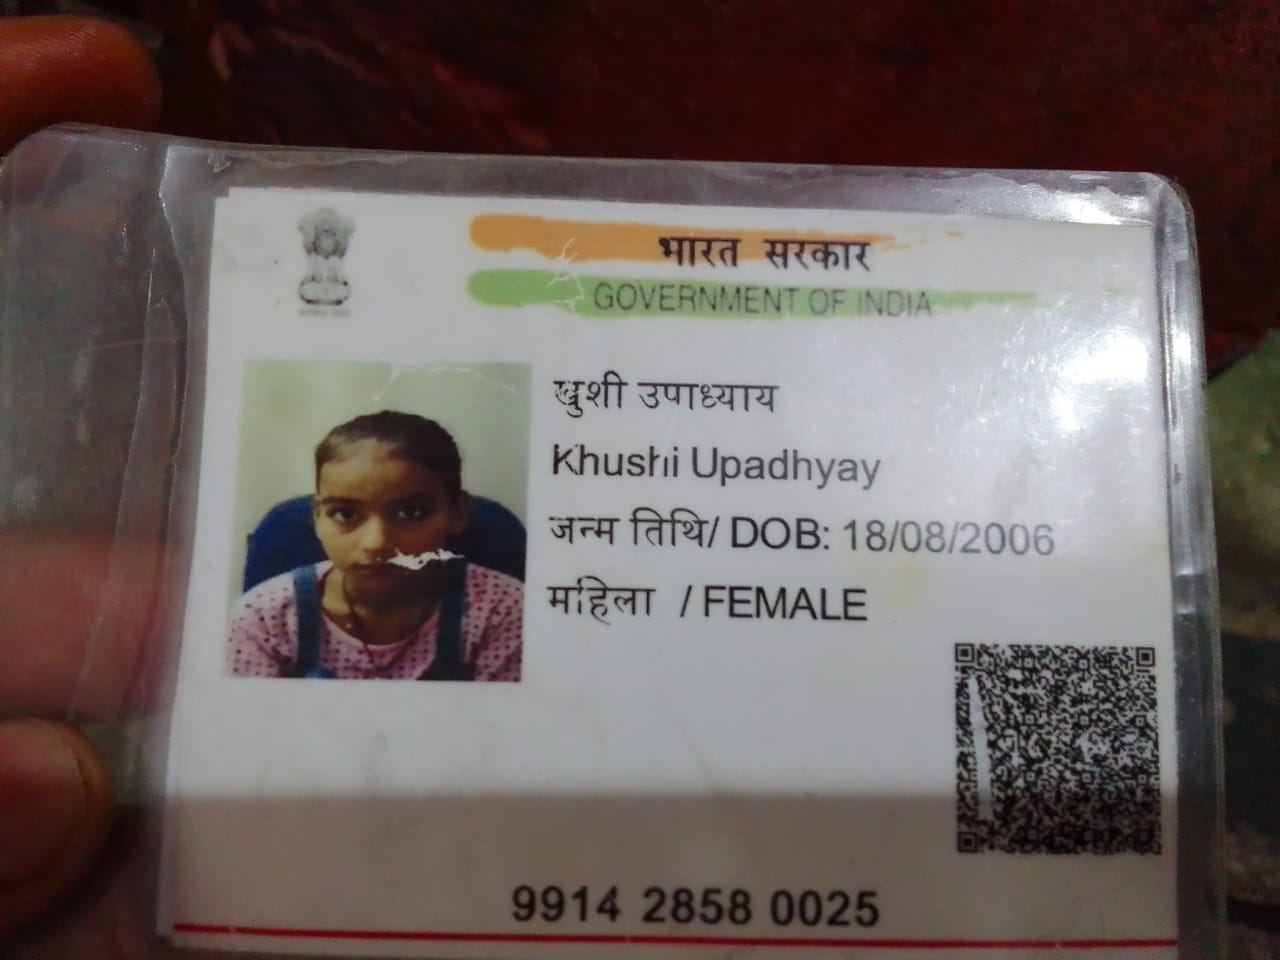 भारत सरकार
GOVERNMENT OF INDIA
खुशी उपाध्याय
Khushi Upadhyay
जन्म तिथि/ DOB: 18/08/2006
महिला / FEMALE
9914 2858 0025